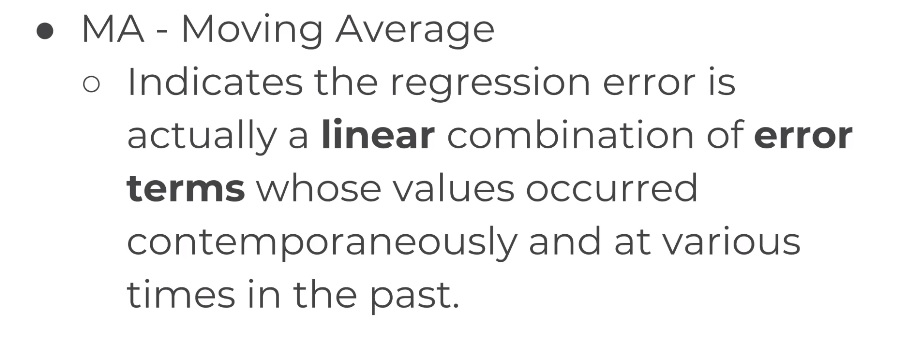 ● MA - Moving Average
○ Indicates the regression error is
actually a linear combination of error
terms whose values occurred
contemporaneously and at various
times in the past.